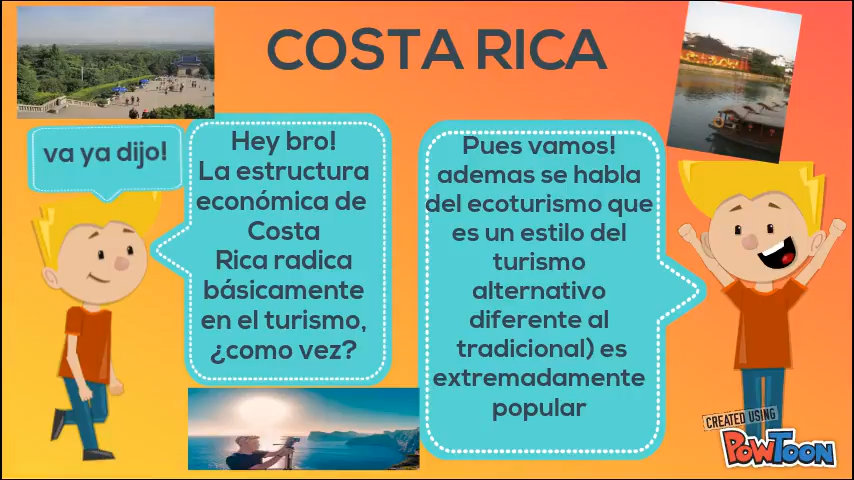 COSTA RICA
va ya dijo!
Hey bro!
La estructura
económica de
Costa
Rica radica
básicamente
en el turismo,
¿como vez?
Pues vamos!
ademas se habla
del ecoturismo que
es un estilo del
turismo
alternativo
diferente al
tradicional) es
extremadamente
popular
CREATED USING
POWTOON